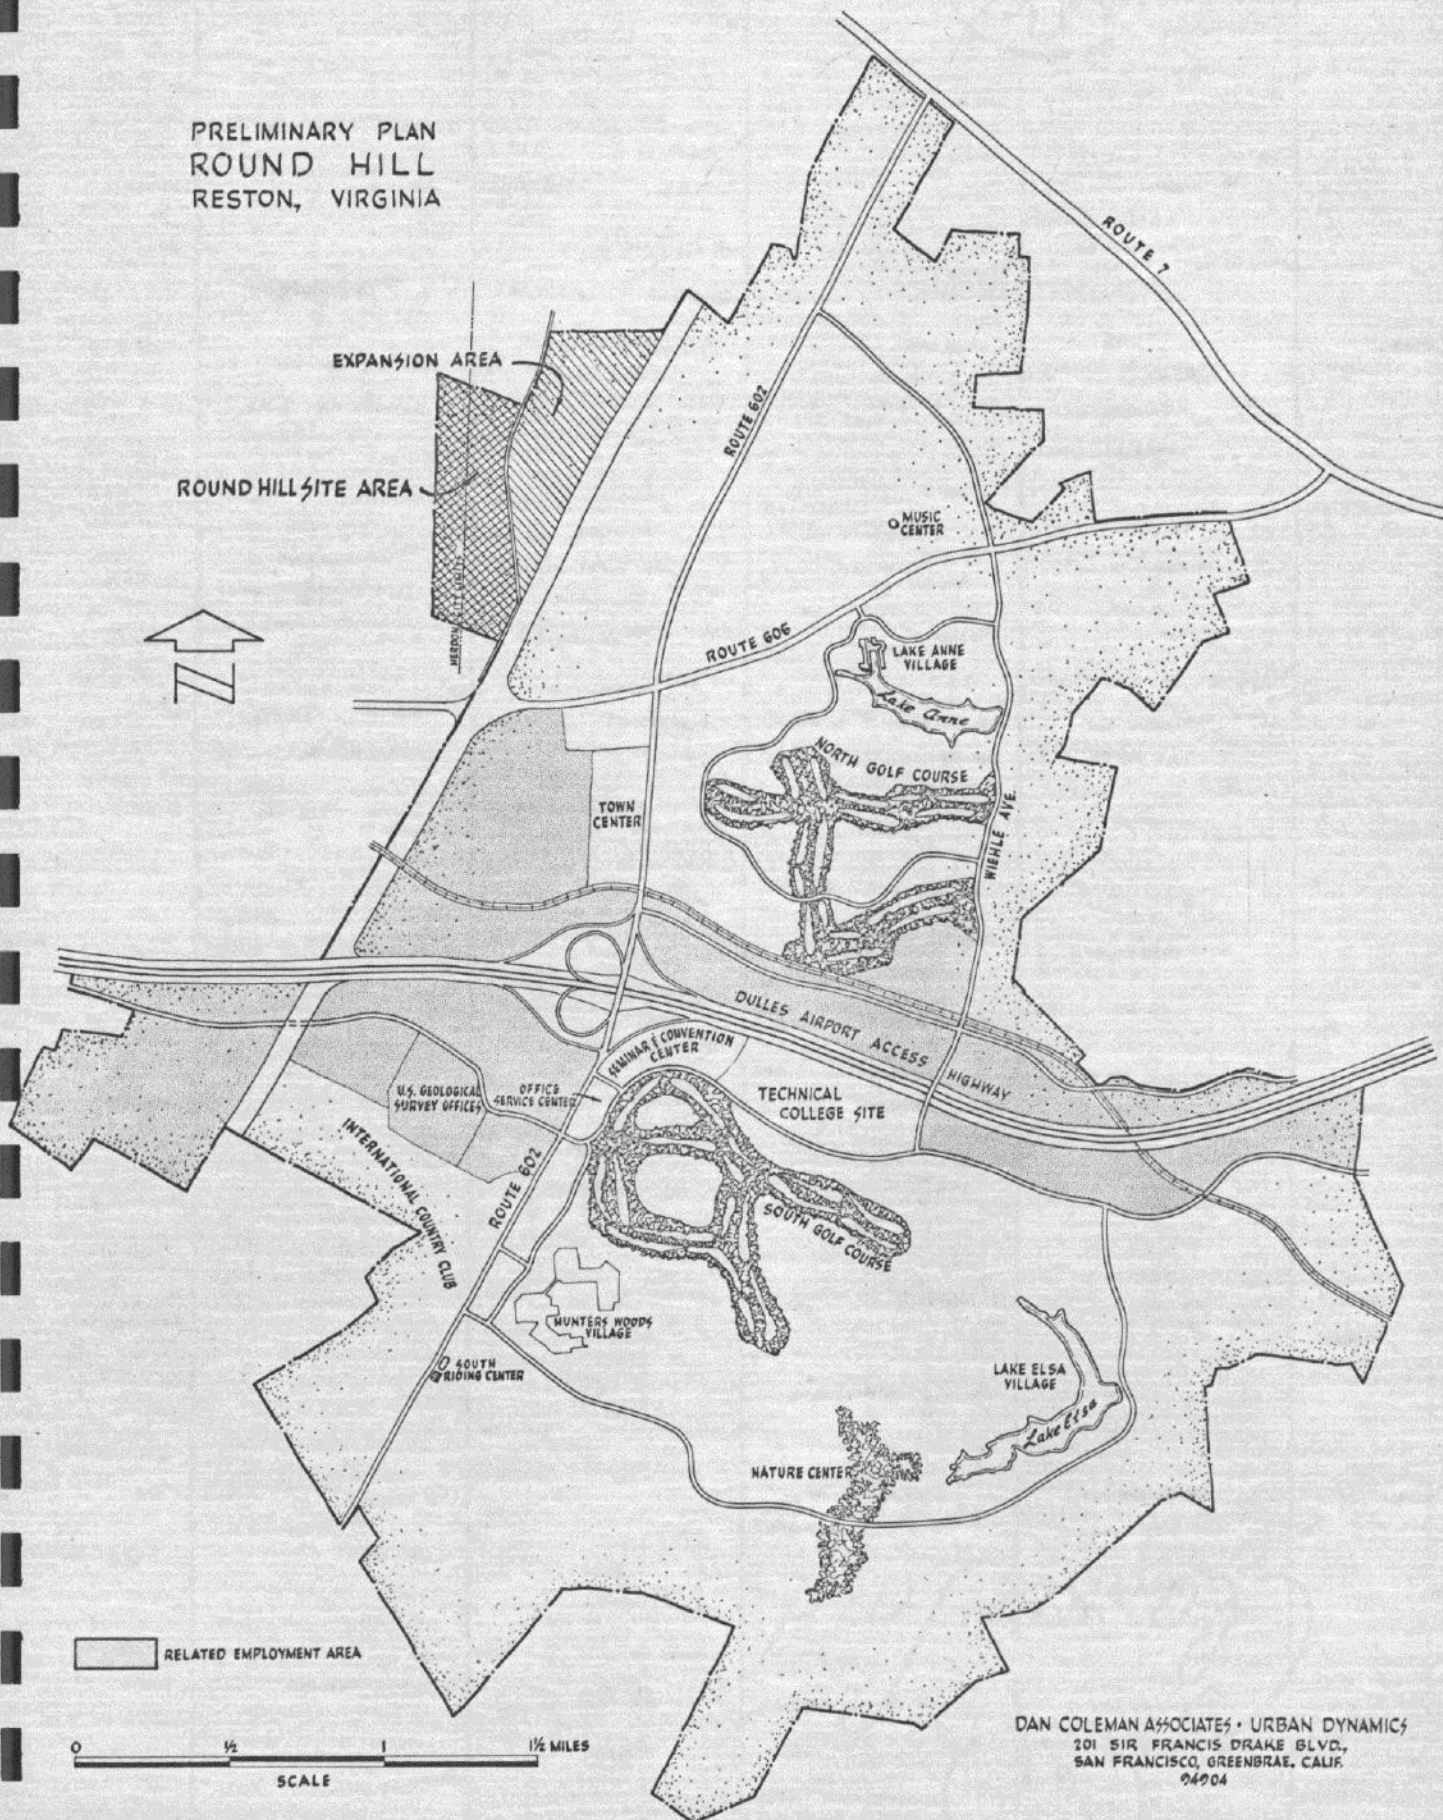 PRELIMINARY PLAN
ROUND HILL
RESTON, VIRGINIA
ROUTE 7
EXPANSION AREA
ROUTE 602
ROUND HILL SITE AREA
MUSIC
CENTER
HERDON CITY LIMITS
N
ROUTE 606
LAKE ANNE
VILLAGE
Lake Anne
NORTH GOLF COURSE
TOWN
CENTER
WIEHLE AVE.
DULLES AIRPORT ACCESS HIGHWAY
SEMINAR & CONVENTION
CENTER
U.S. GEOLOGICAL
SURVEY OFFICES
OFFICE
SERVICE CENTER
TECHNICAL
COLLEGE SITE
INTERNATIONAL COUNTRY CLUB
ROUTE 602
SOUTH GOLF COURSE
HUNTERS WOODS
VILLAGE
SOUTH
RIDING CENTER
LAKE ELSA
VILLAGE
Lake Elsa
NATURE CENTER
RELATED EMPLOYMENT AREA
0 ½ 1 1½ MILES
SCALE
DAN COLEMAN ASSOCIATES · URBAN DYNAMICS
201 SIR FRANCIS DRAKE BLVD.,
SAN FRANCISCO, GREENBRAE, CALIF.
94904